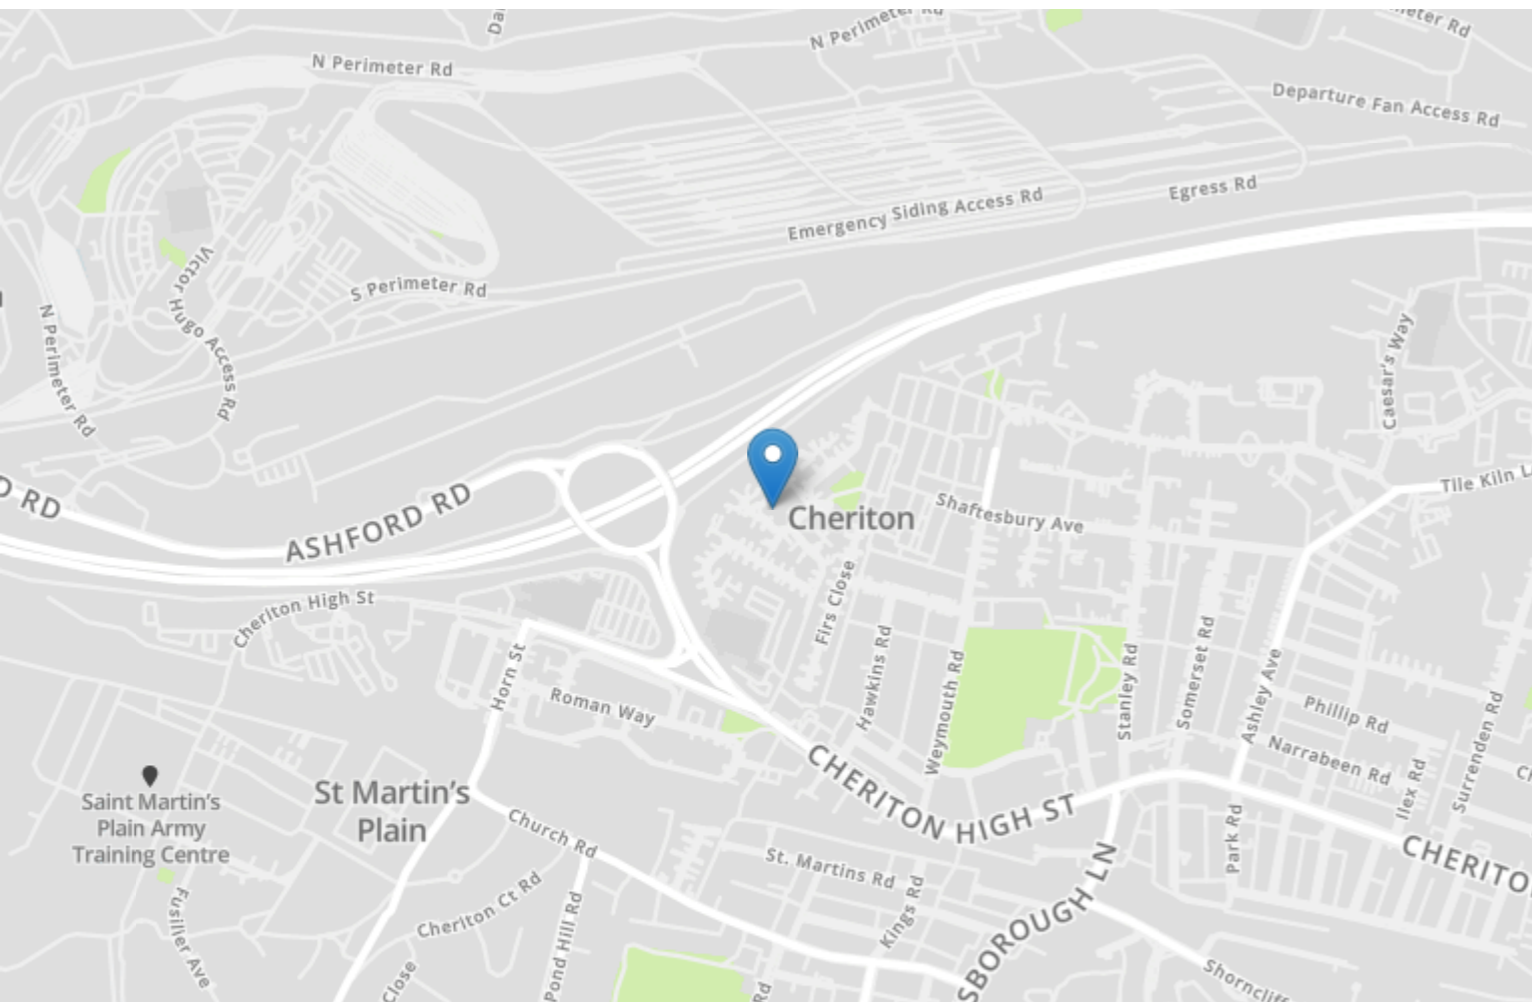 N Perimeter Rd
N Perimeter Rd
Departure Fan Access Rd
Egress Rd
Emergency Siding Access Rd
Victor Hugo Access Rd
S Perimeter Rd
N Perimeter Rd
Caesar's Way
Tile Kiln L
D RD
ASHFORD RD
Cheriton
Shaftesbury Ave
Cheriton High St
Firs Close
Horn St
Roman Way
Hawkins Rd
Weymouth Rd
Stanley Rd
Somerset Rd
Ashley Ave
Phillip Rd
Narrabeen Rd
Ilex Rd
Surrenden Rd
CHERITON HIGH ST
Saint Martin's
Plain Army
Training Centre
St Martin's
Plain
Church Rd
St. Martins Rd
Park Rd
CHERITO
Fusilier Ave
Cheriton Ct Rd
Pond Hill Rd
Kings Rd
SBOROUGH LN
Shorncliff
Close
Rd